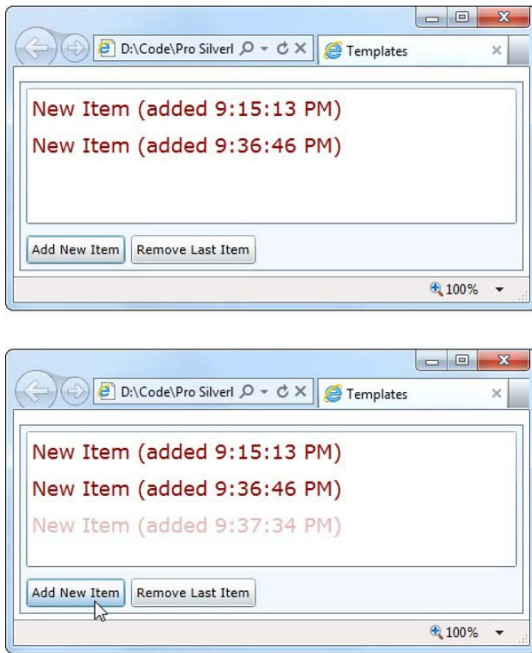 D:\Code\Pro Silverl
Templates
New Item (added 9:15:13 PM)
New Item (added 9:36:46 PM)
Add New Item
Remove Last Item
100%
D:\Code\Pro Silverl
Templates
New Item (added 9:15:13 PM)
New Item (added 9:36:46 PM)
New Item (added 9:37:34 PM)
Add New Item
Remove Last Item
100%